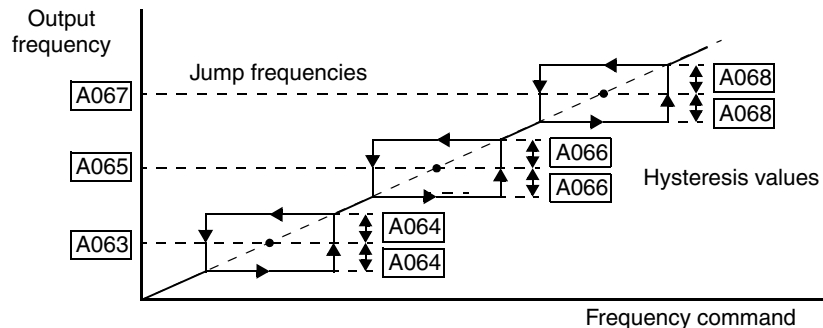 Output
frequency
Jump frequencies
A067
A068
A068
A065
A066
A066
Hysteresis values
A063
A064
A064
Frequency command